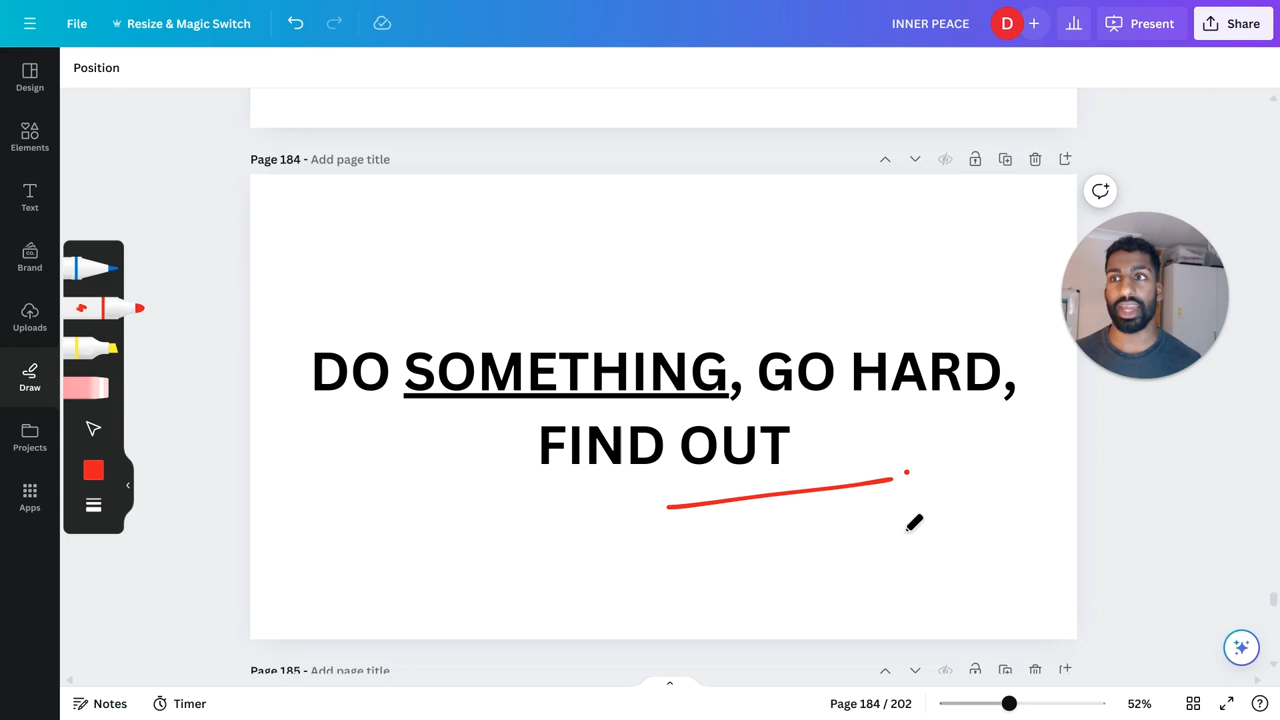 File
Resize & Magic Switch
INNER PEACE
D
Present
Share
Position
Design
Elements
Text
Brand
Uploads
Draw
Projects
Apps
Page 184 - Add page title
DO SOMETHING, GO HARD,
FIND OUT
Page 185 - Add page title
Notes
Timer
Page 184 / 202
52%